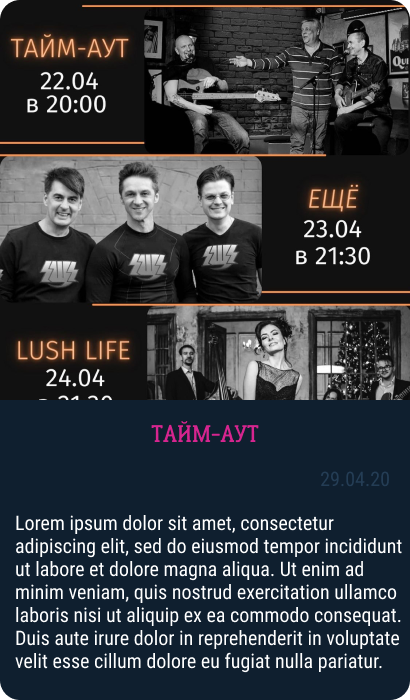 ТАЙМ-АУТ
22.04
в 20:00
ЕЩЁ
23.04
в 21:30
LUSH LIFE
24.04
ТАЙМ-АУТ
29.04.20
Lorem ipsum dolor sit amet, consectetur
adipiscing elit, sed do eiusmod tempor incididunt
ut labore et dolore magna aliqua. Ut enim ad
minim veniam, quis nostrud exercitation ullamco
laboris nisi ut aliquip ex ea commodo consequat.
Duis aute irure dolor in reprehenderit in voluptate
velit esse cillum dolore eu fugiat nulla pariatur.